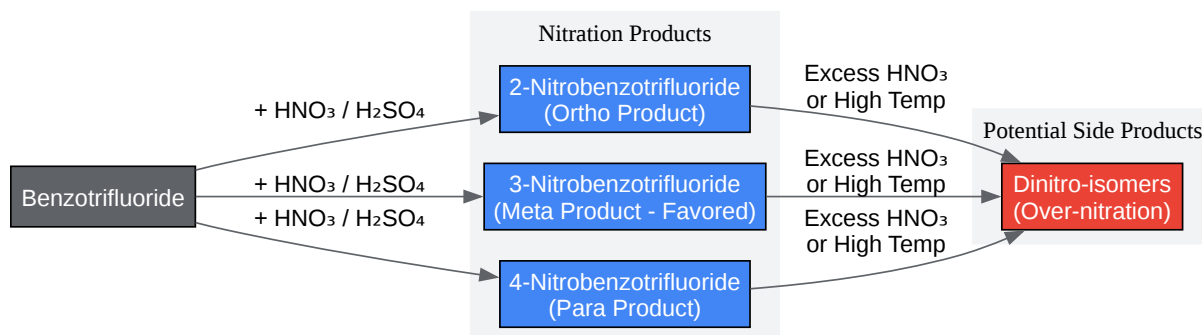 Nitration Products
2-Nitrobenzotrifluoride
(Ortho Product)
Excess HNO₃
or High Temp
+ HNO₃ / H₂SO₄
Potential Side Products
Benzotrifluoride
+ HNO₃ / H₂SO₄
3-Nitrobenzotrifluoride
(Meta Product - Favored)
Excess HNO₃
or High Temp
Dinitro-isomers
(Over-nitration)
+ HNO₃ / H₂SO₄
Excess HNO₃
or High Temp
4-Nitrobenzotrifluoride
(Para Product)